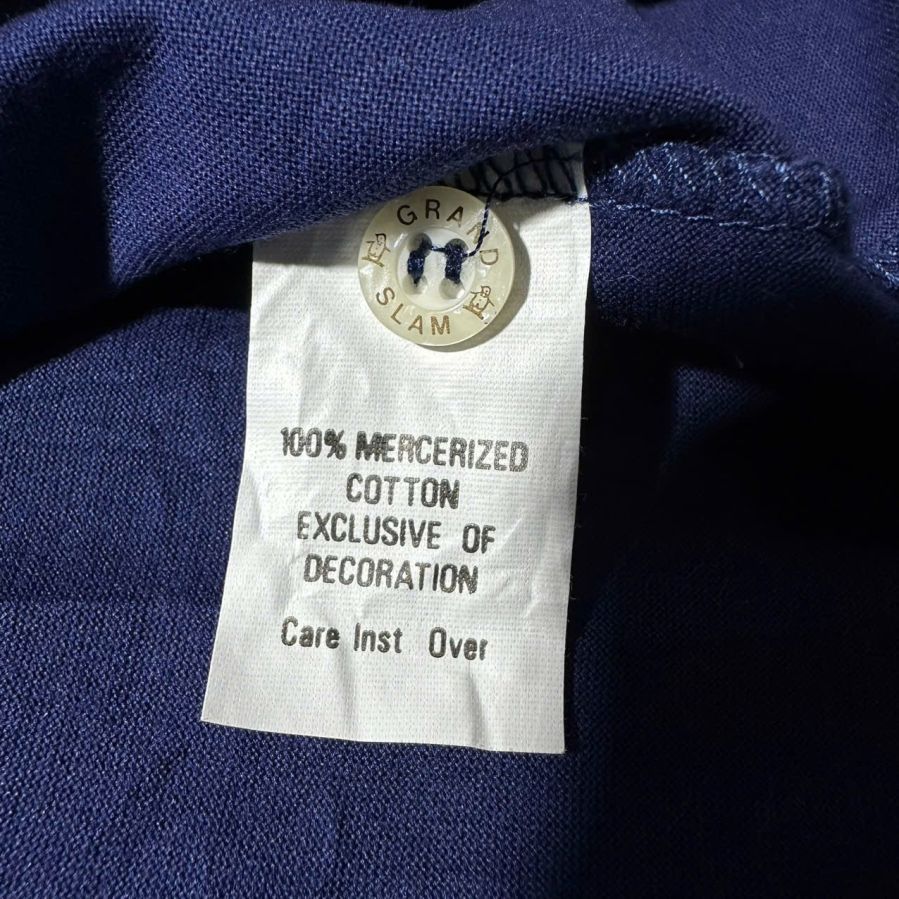 GRAND
SLAM
100% MERCERIZED
COTTON
EXCLUSIVE OF
DECORATION
Care Inst Over